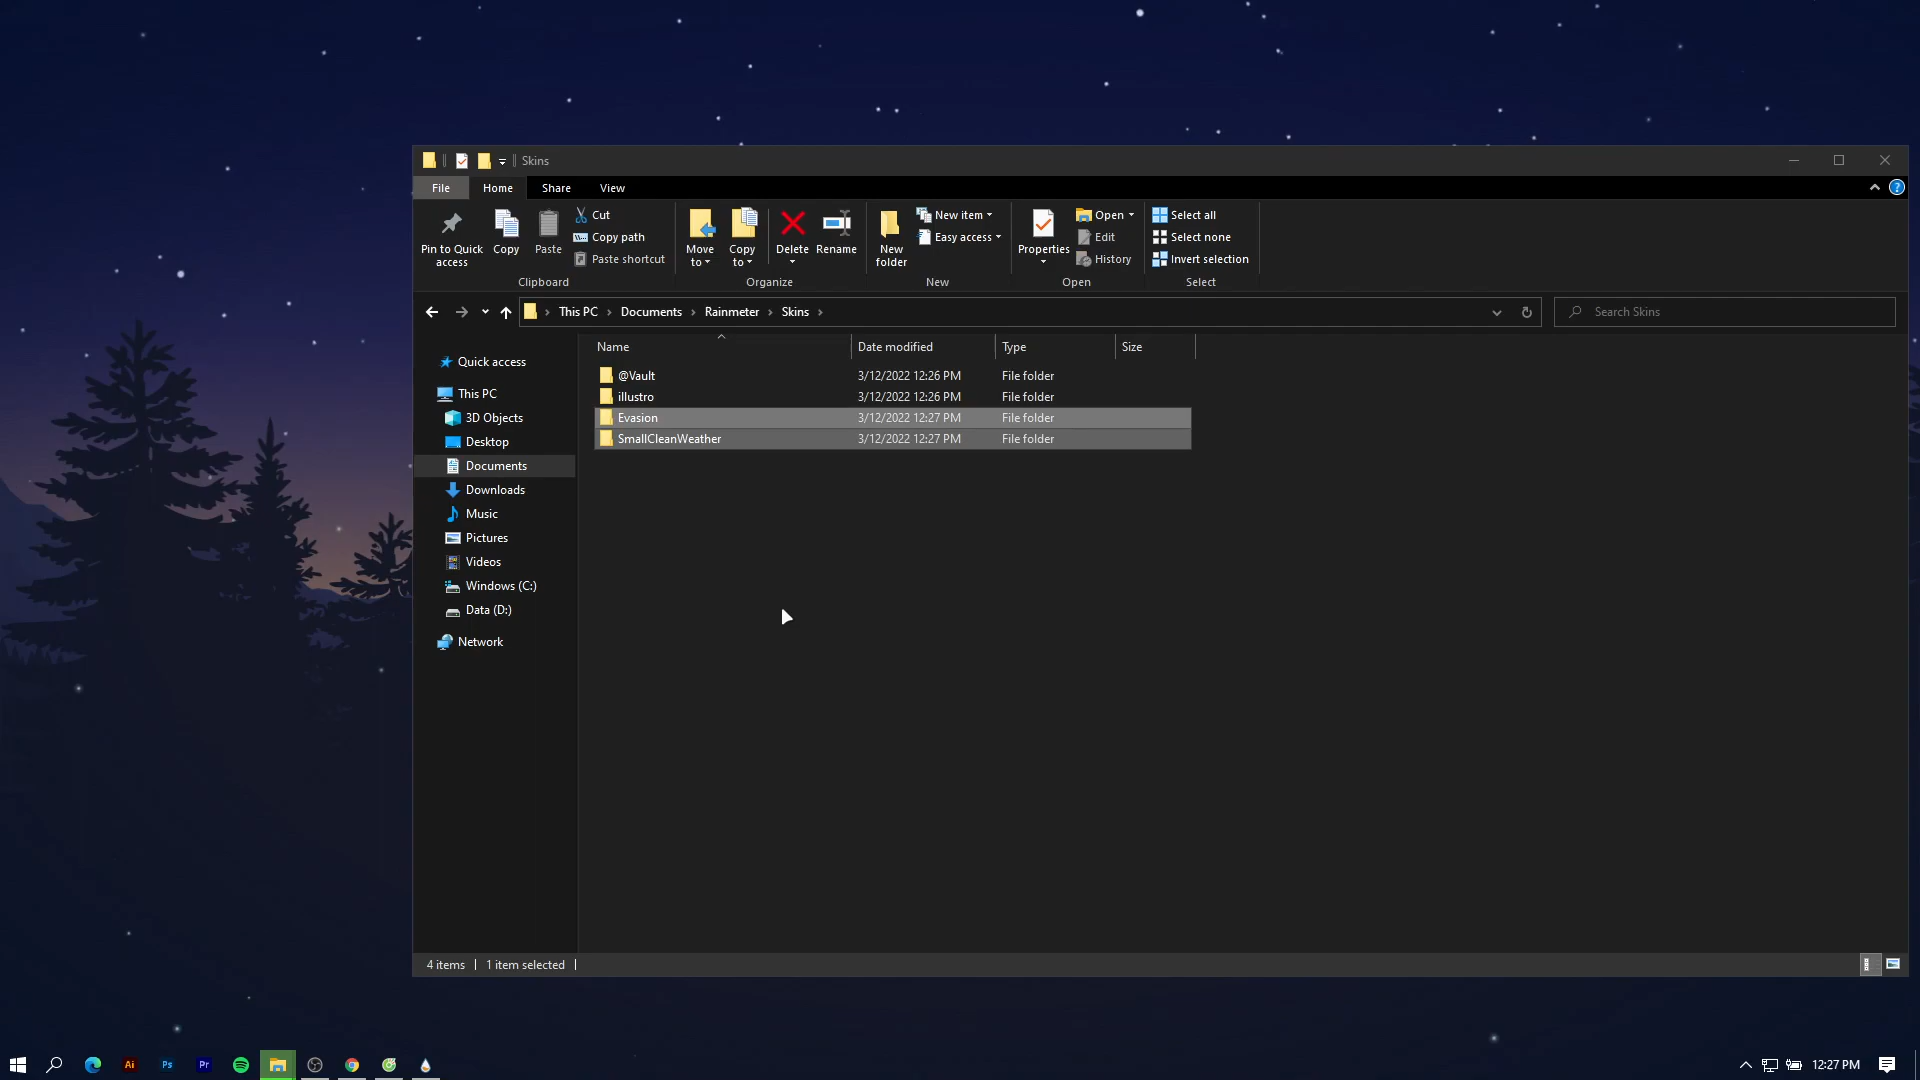 Skins
File Home Share View
Pin to Quick access
Copy
Paste
Cut
Copy path
Paste shortcut
Clipboard
Move to
Copy to
Delete
Rename
Organize
New folder
New item
Easy access
New
Properties
Open
Edit
History
Open
Select all
Select none
Invert selection
Select
This PC Documents Rainmeter Skins
Search Skins
Quick access
This PC
3D Objects
Desktop
Documents
Downloads
Music
Pictures
Videos
Windows (C:)
Data (D:)
Network
Name Date modified Type Size
@Vault 3/12/2022 12:26 PM File folder
illustro 3/12/2022 12:26 PM File folder
Evasion 3/12/2022 12:27 PM File folder
SmallCleanWeather 3/12/2022 12:27 PM File folder
4 items 1 item selected
Ai Ps Pr 12:27 PM